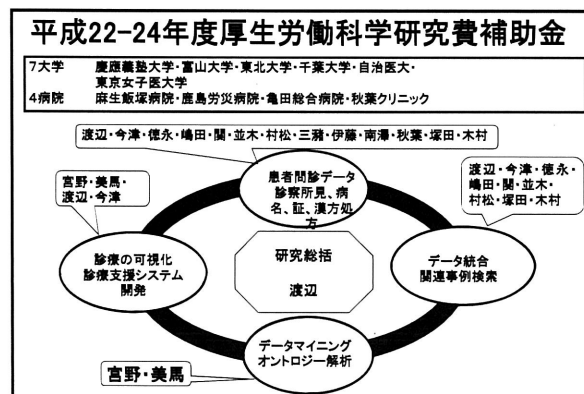 平成22-24年度厚生労働科学研究費補助金
7大学 慶應義塾大学・富山大学・東北大学・千葉大学・自治医大・
東京女子医大学
4病院 麻生飯塚病院・鹿島労災病院・亀田総合病院・秋葉クリニック
渡辺・今津・徳永・嶋田・関・並木・村松・三潴・伊藤・南澤・秋葉・塚田・木村
宮野・美馬・
渡辺・今津
患者問診データ
診察所見、病
名、証、漢方処
方
渡辺・今津・徳永・
嶋田・関・並木・
村松・塚田・木村
診療の可視化
診療支援システム
開発
研究総括
渡辺
データ統合
関連事例検索
データマイニング
オントロジー解析
宮野・美馬